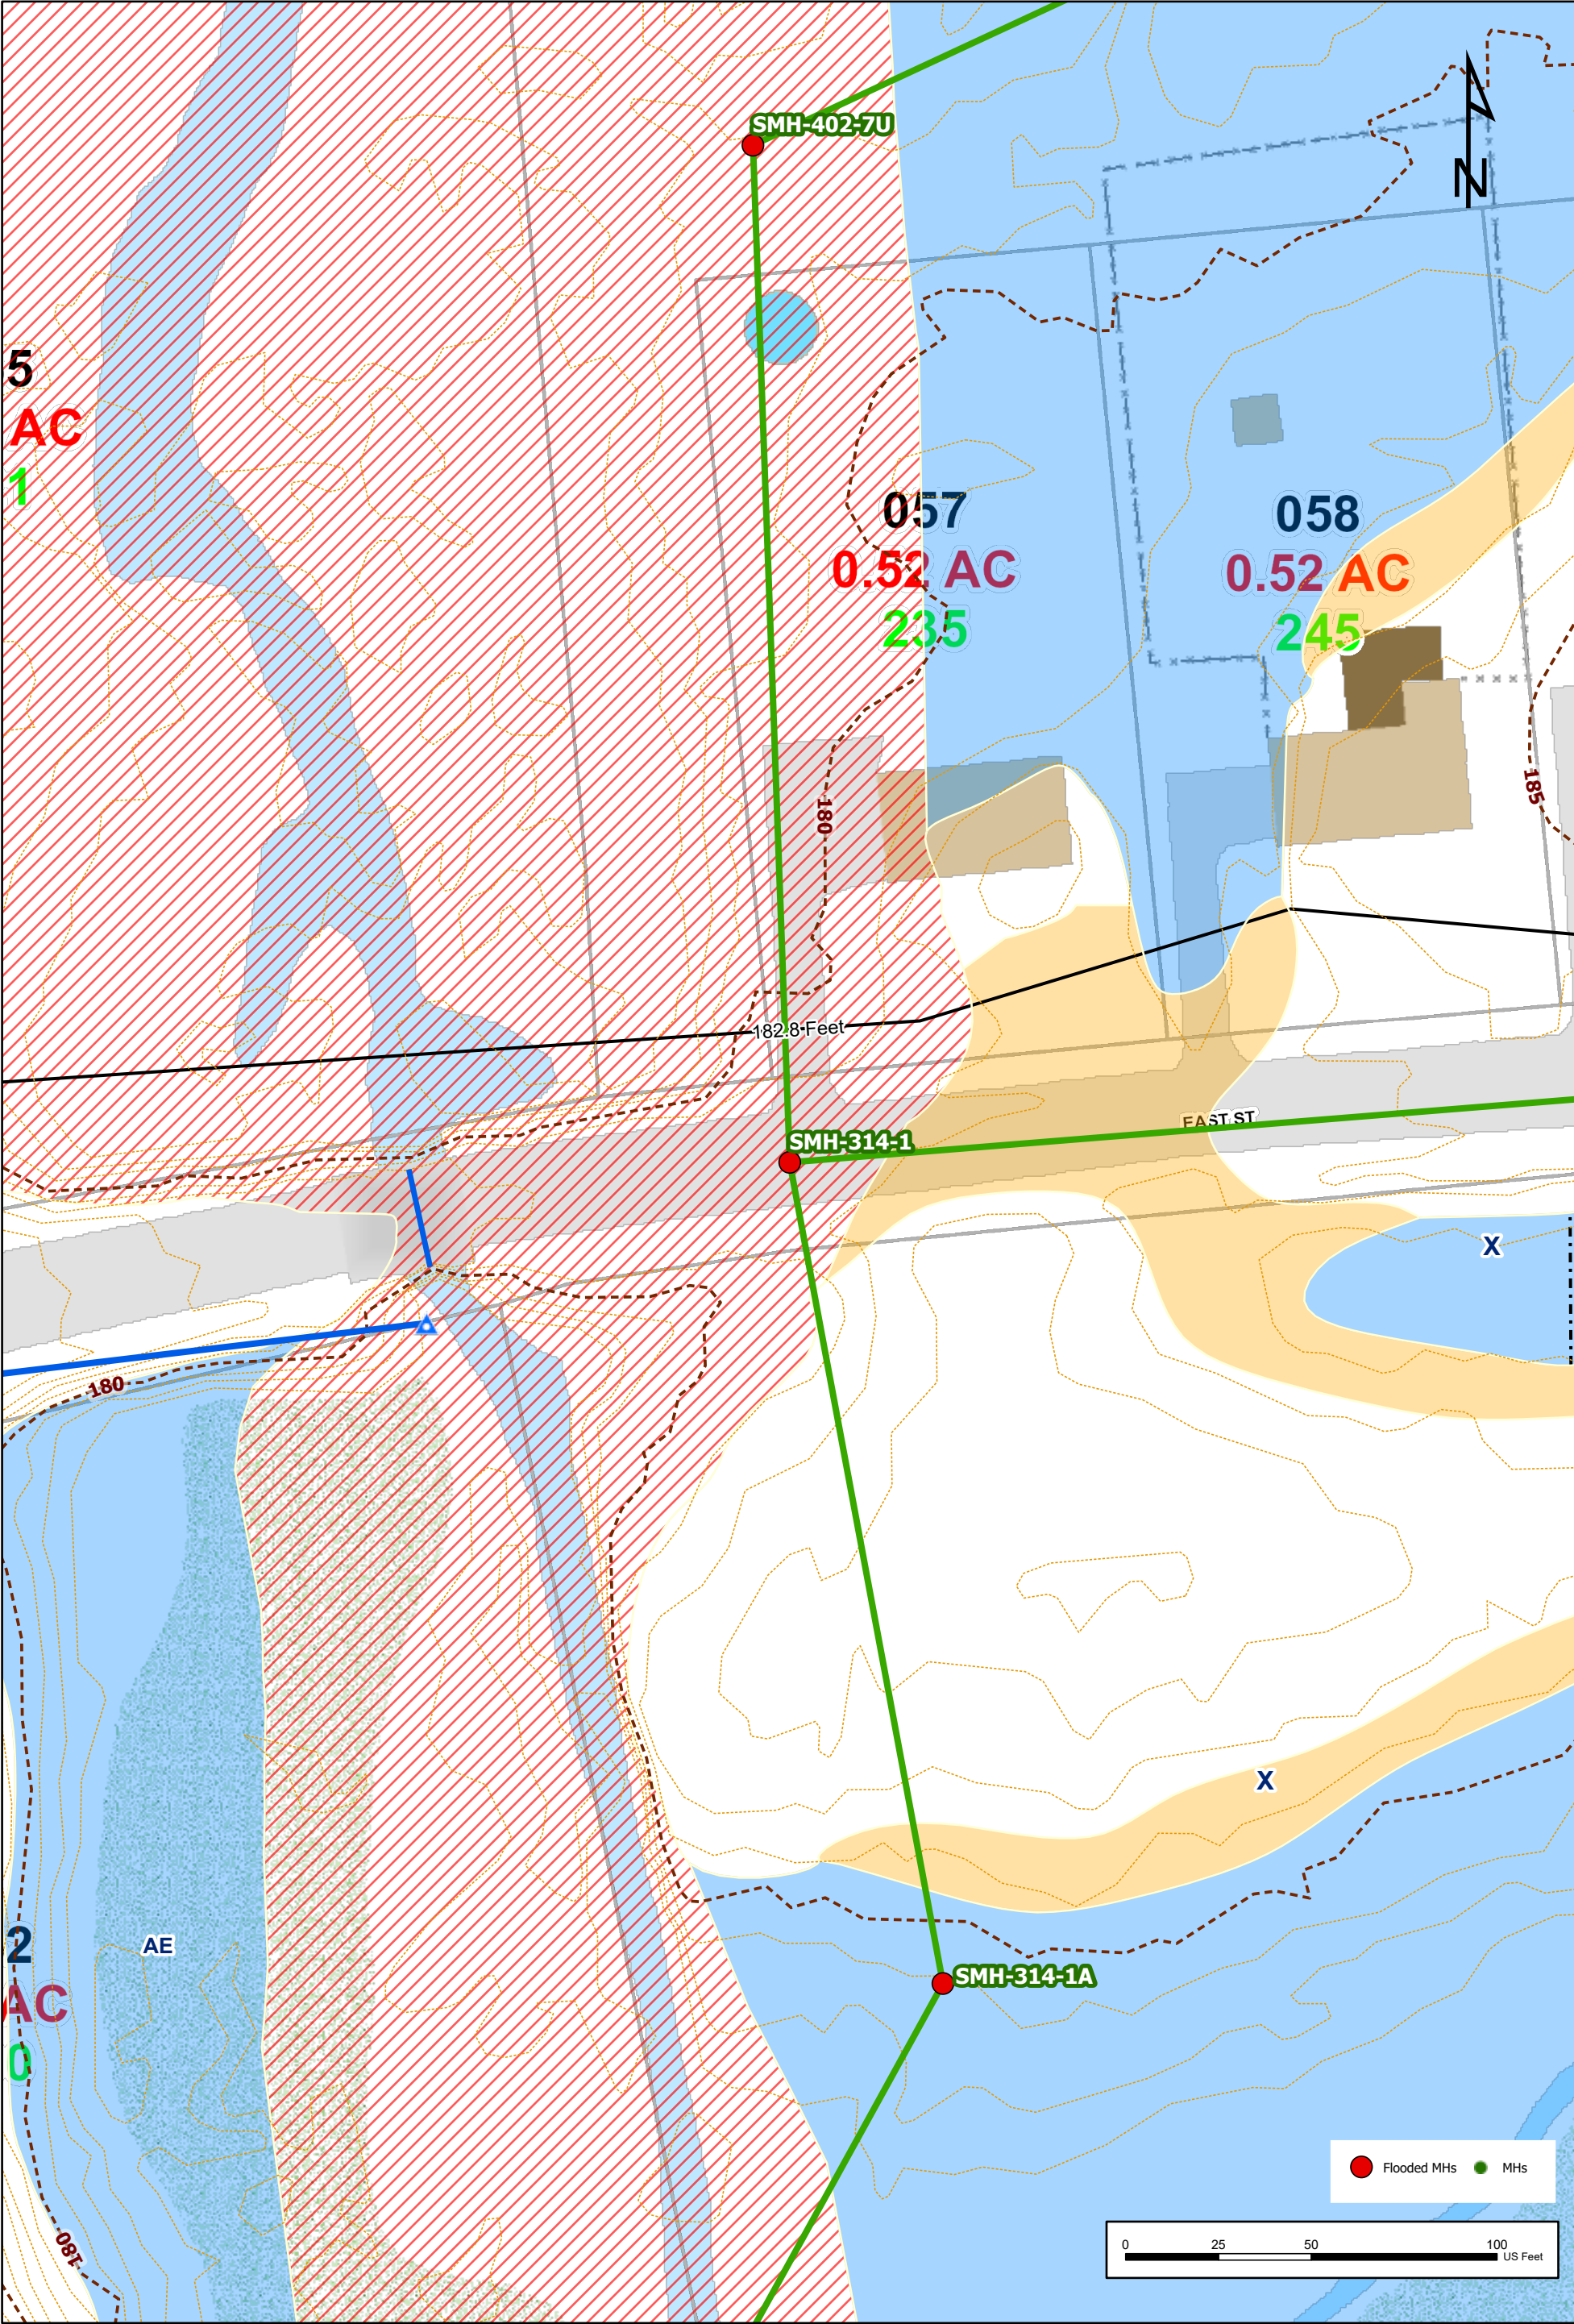 SMH-402-7U
N
5
AC
1
057
0.52 AC
235
058
0.52 AC
245
180
185
182.8 Feet
EAST ST
SMH-314-1
X
180
X
2
AC
0
AE
SMH-314-1A
180
Flooded MHs
MHs
0 25 50 100
US Feet